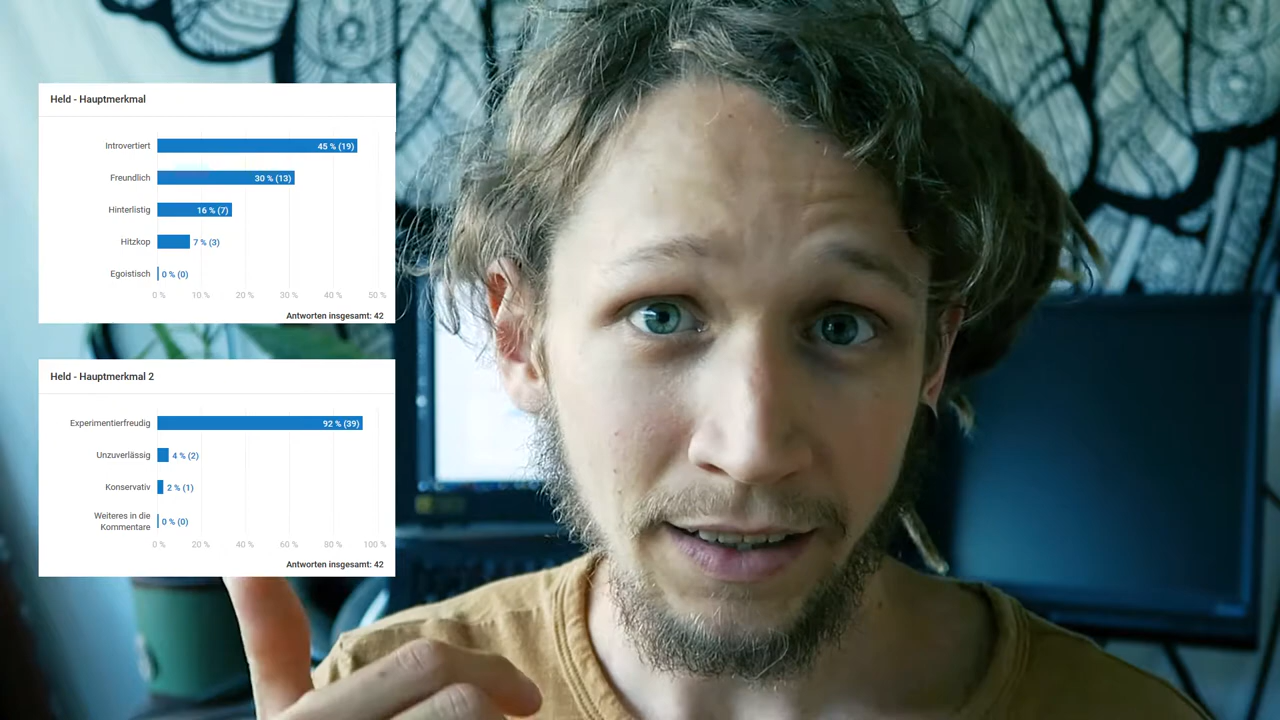 Held - Hauptmerkmal
Introvertiert 45 % (19)
Freundlich 30 % (13)
Hinterlistig 16 % (7)
Hitzkop 7 % (3)
Egoistisch 0 % (0)
0 % 10 % 20 % 30 % 40 % 50 %
Antworten insgesamt: 42
Held - Hauptmerkmal 2
Experimentierfreudig 92 % (39)
Unzuverlässig 4 % (2)
Konservativ 2 % (1)
Weiteres in die
Kommentare 0 % (0)
0 % 20 % 40 % 60 % 80 % 100 %
Antworten insgesamt: 42